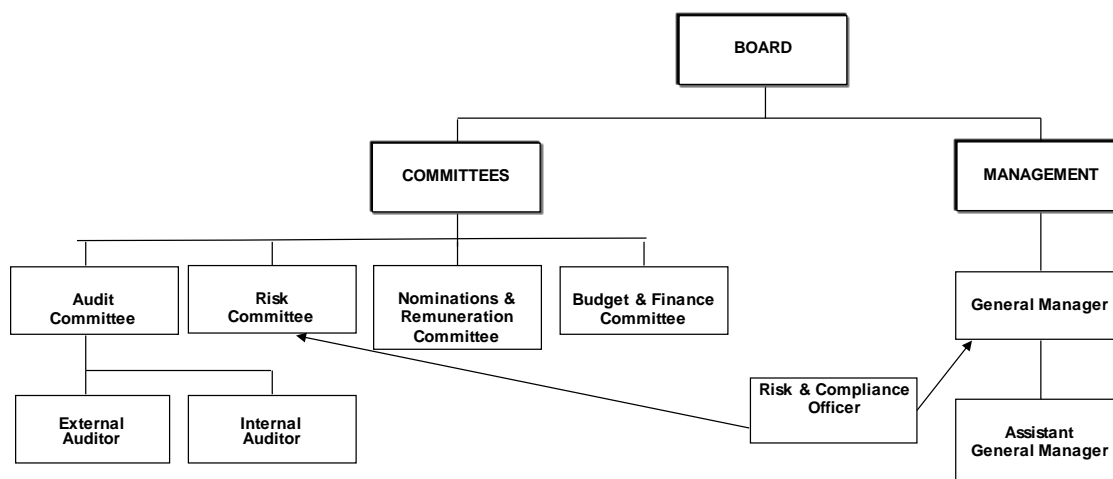 BOARD
COMMITTEES
MANAGEMENT
Audit
Committee
Risk
Committee
Nominations &
Remuneration
Committee
Budget & Finance
Committee
General Manager
Risk & Compliance
Officer
External
Auditor
Internal
Auditor
Assistant
General Manager